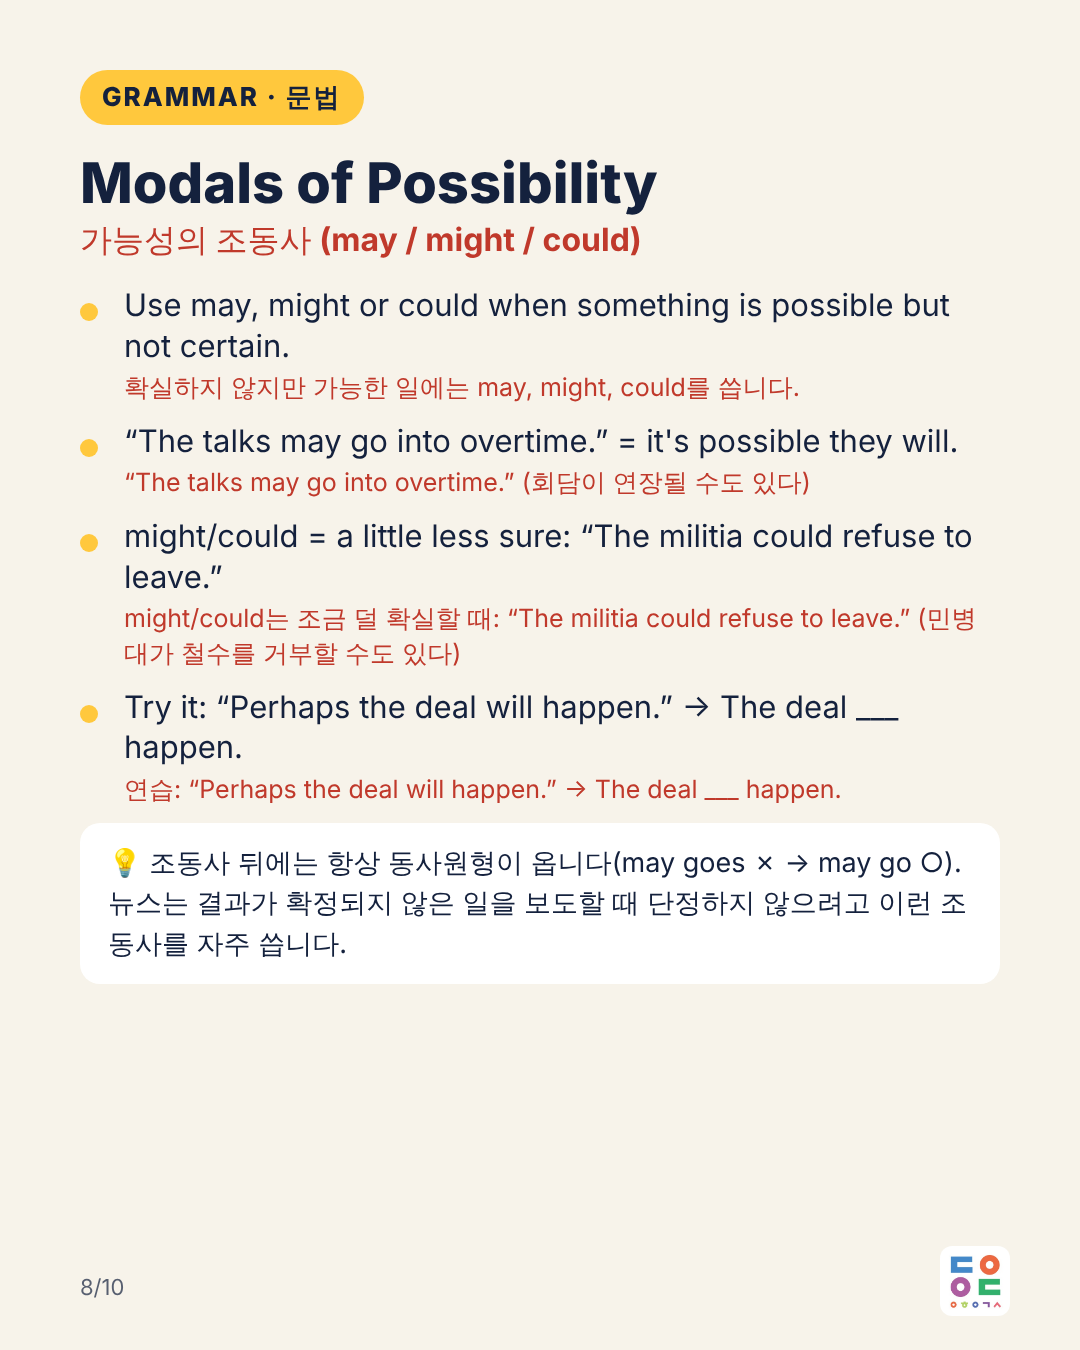 GRAMMAR · 문법
Modals of Possibility
가능성의 조동사 (may / might / could)
Use may, might or could when something is possible but
not certain.
확실하지 않지만 가능한 일에는 may, might, could를 씁니다.
“The talks may go into overtime.” = it's possible they will.
“The talks may go into overtime.” (회담이 연장될 수도 있다)
might/could = a little less sure: “The militia could refuse to
leave.”
might/could는 조금 덜 확실할 때: “The militia could refuse to leave.” (민병
대가 철수를 거부할 수도 있다)
Try it: “Perhaps the deal will happen.” → The deal ___
happen.
연습: “Perhaps the deal will happen.” → The deal ___ happen.
💡 조동사 뒤에는 항상 동사원형이 옵니다(may goes × → may go ○).
뉴스는 결과가 확정되지 않은 일을 보도할 때 단정하지 않으려고 이런 조
동사를 자주 씁니다.
8/10